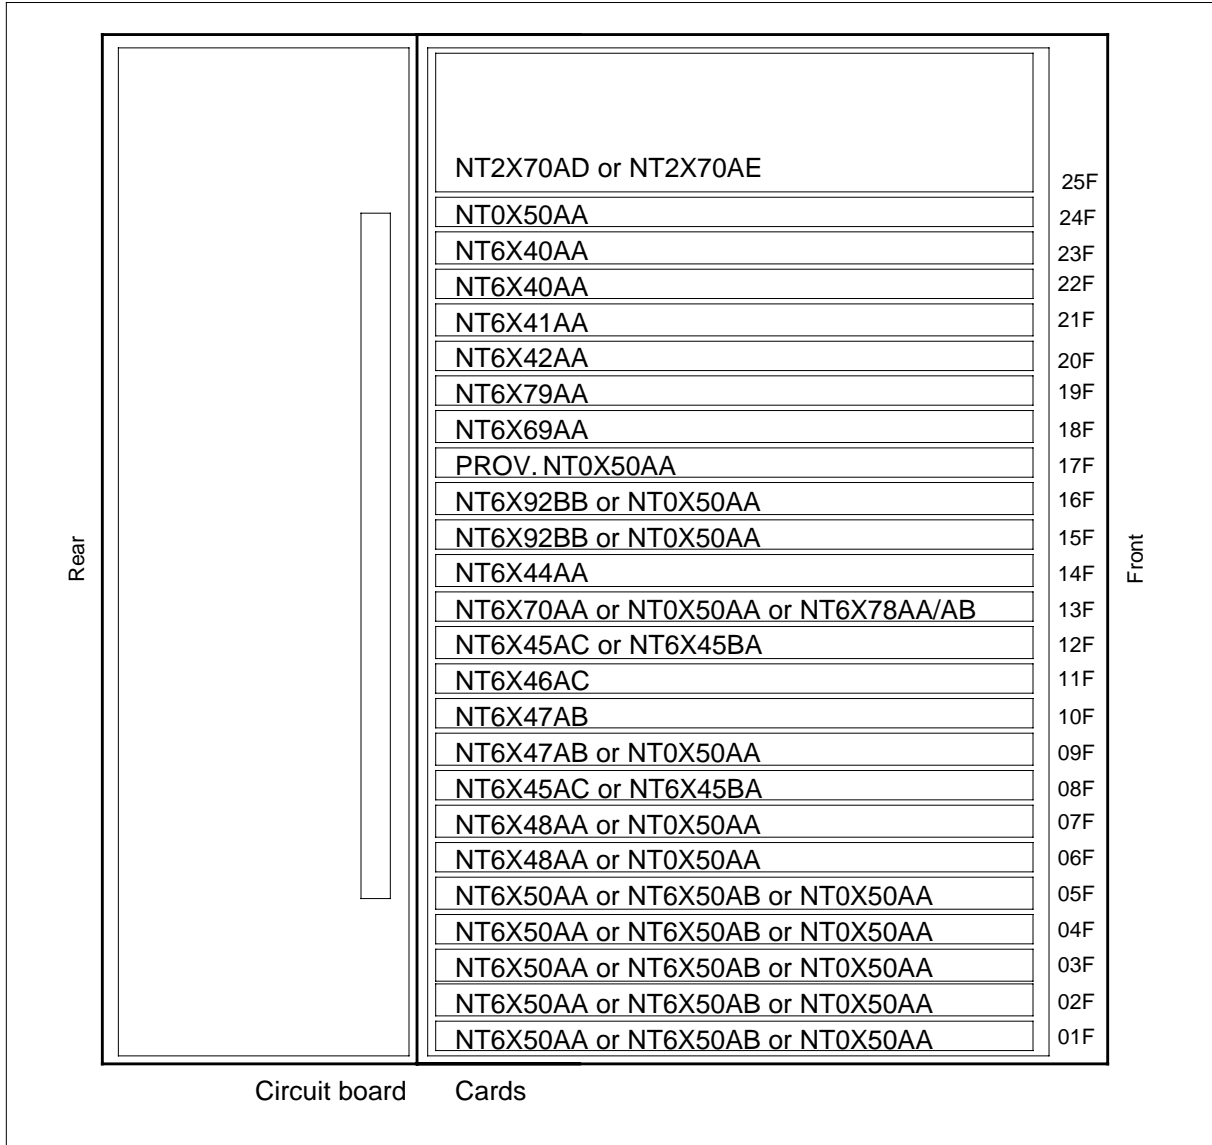 NT2X70AD or NT2X70AE 25F
NT0X50AA 24F
NT6X40AA 23F
NT6X40AA 22F
NT6X41AA 21F
NT6X42AA 20F
NT6X79AA 19F
NT6X69AA 18F
PROV. NT0X50AA 17F
NT6X92BB or NT0X50AA 16F
NT6X92BB or NT0X50AA 15F
Rear
Front
NT6X44AA 14F
NT6X70AA or NT0X50AA or NT6X78AA/AB 13F
NT6X45AC or NT6X45BA 12F
NT6X46AC 11F
NT6X47AB 10F
NT6X47AB or NT0X50AA 09F
NT6X45AC or NT6X45BA 08F
NT6X48AA or NT0X50AA 07F
NT6X48AA or NT0X50AA 06F
NT6X50AA or NT6X50AB or NT0X50AA 05F
NT6X50AA or NT6X50AB or NT0X50AA 04F
NT6X50AA or NT6X50AB or NT0X50AA 03F
NT6X50AA or NT6X50AB or NT0X50AA 02F
NT6X50AA or NT6X50AB or NT0X50AA 01F
Circuit board Cards